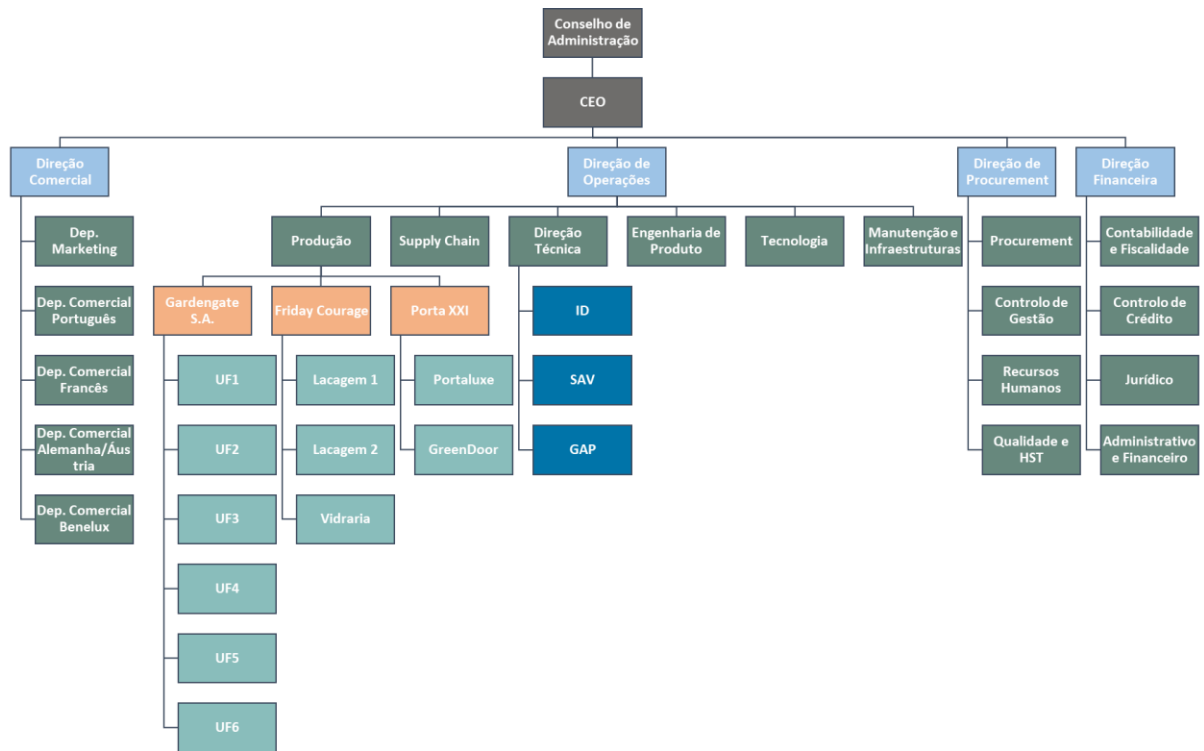 Conselho de
Administração
CEO
Direção
Comercial
Direção de
Operações
Direção de
Procurement
Direção
Financeira
Dep.
Marketing
Produção
Supply Chain
Direção
Técnica
Engenharia de
Produto
Tecnologia
Manutenção e
Infraestruturas
Procurement
Contabilidade
e Fiscalidade
Dep. Comercial
Português
Gardengate
S.A.
Friday Courage
Porta XXI
ID
Controlo de
Gestão
Controlo de
Crédito
Dep. Comercial
Francês
UF1
Lacagem 1
Portaluxe
SAV
Recursos
Humanos
Jurídico
Dep. Comercial
Alemanha/Áus
tria
UF2
Lacagem 2
GreenDoor
GAP
Qualidade e
HST
Administrativo
e Financeiro
Dep. Comercial
Benelux
UF3
Vidraria
UF4
UF5
UF6